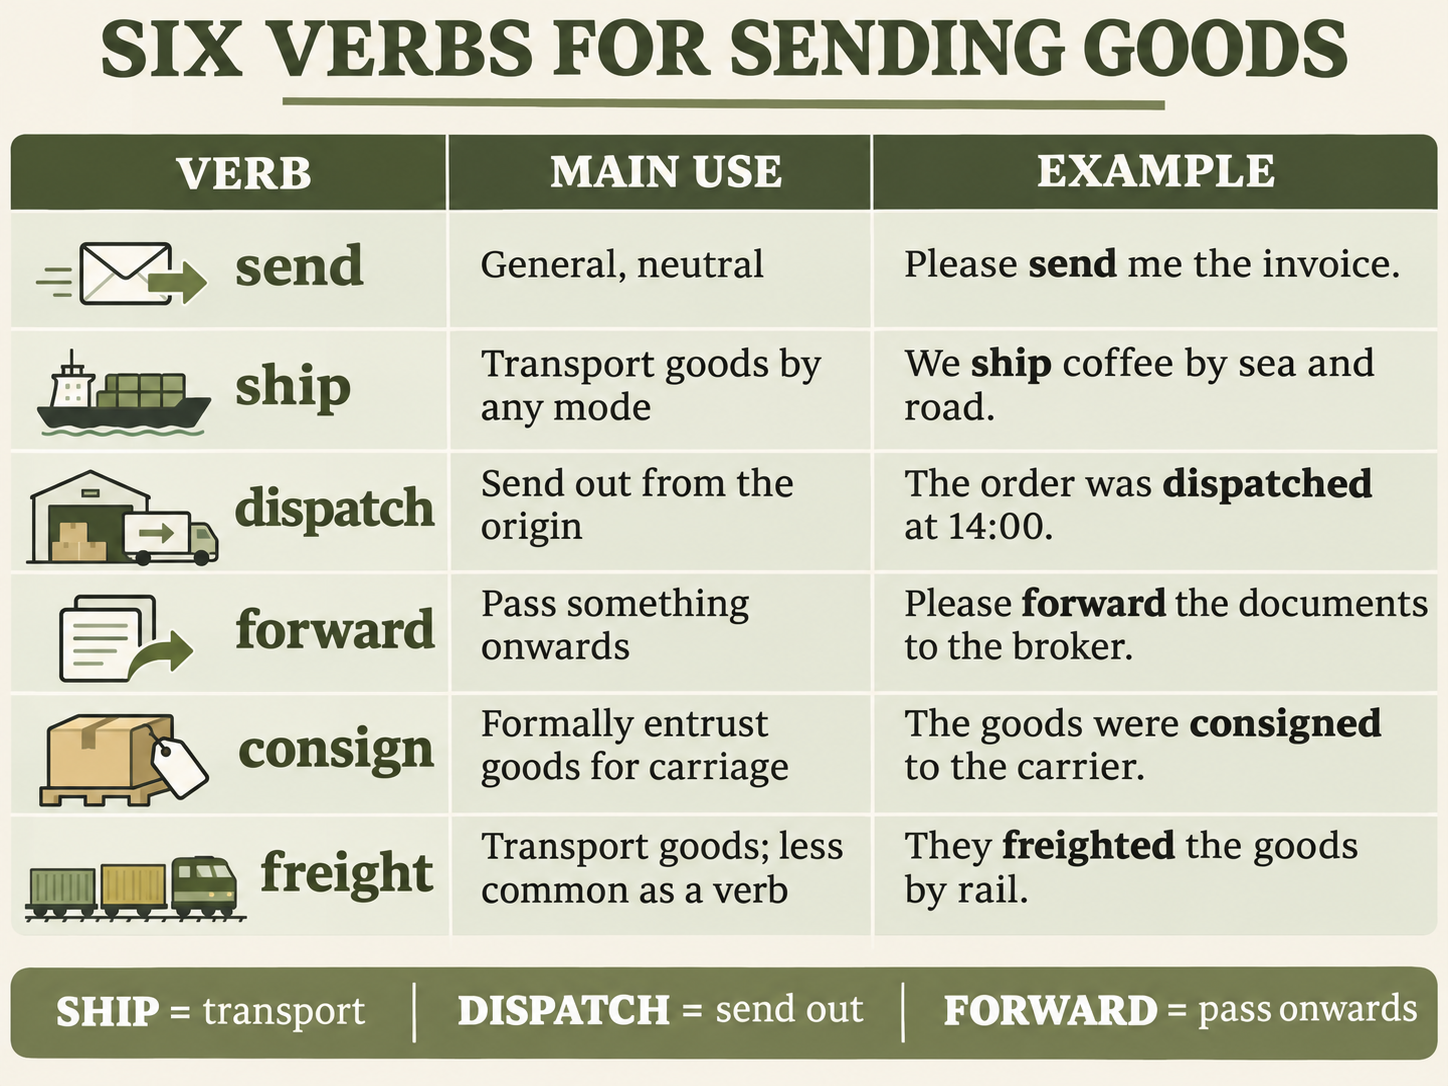 SIX VERBS FOR SENDING GOODS
VERB
MAIN USE
EXAMPLE
send
General, neutral
Please send me the invoice.
ship
Transport goods by
any mode
We ship coffee by sea and
road.
dispatch
Send out from the
origin
The order was dispatched
at 14:00.
forward
Pass something
onwards
Please forward the documents
to the broker.
consign
Formally entrust
goods for carriage
The goods were consigned
to the carrier.
freight
Transport goods; less
common as a verb
They freighted the goods
by rail.
SHIP = transport
DISPATCH = send out
FORWARD = pass onwards